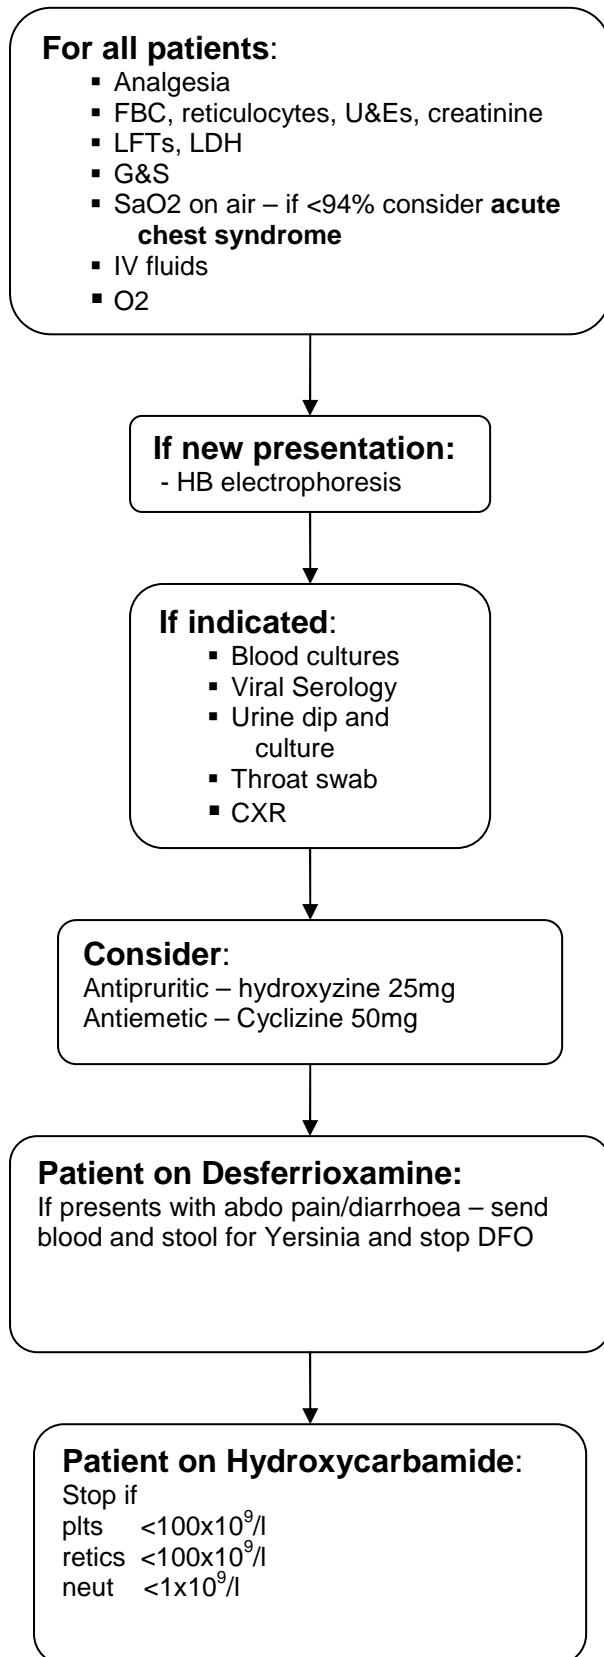 For all patients:
▪ Analgesia
▪ FBC, reticulocytes, U&Es, creatinine
▪ LFTs, LDH
▪ G&S
▪ SaO2 on air – if <94% consider acute
chest syndrome
▪ IV fluids
▪ O2
If new presentation:
- HB electrophoresis
If indicated:
▪ Blood cultures
▪ Viral Serology
▪ Urine dip and
culture
▪ Throat swab
▪ CXR
Consider:
Antipruritic – hydroxyzine 25mg
Antiemetic – Cyclizine 50mg
Patient on Desferrioxamine:
If presents with abdo pain/diarrhoea – send
blood and stool for Yersinia and stop DFO
Patient on Hydroxycarbamide:
Stop if
plts <100x10⁹/l
retics <100x10⁹/l
neut <1x10⁹/l